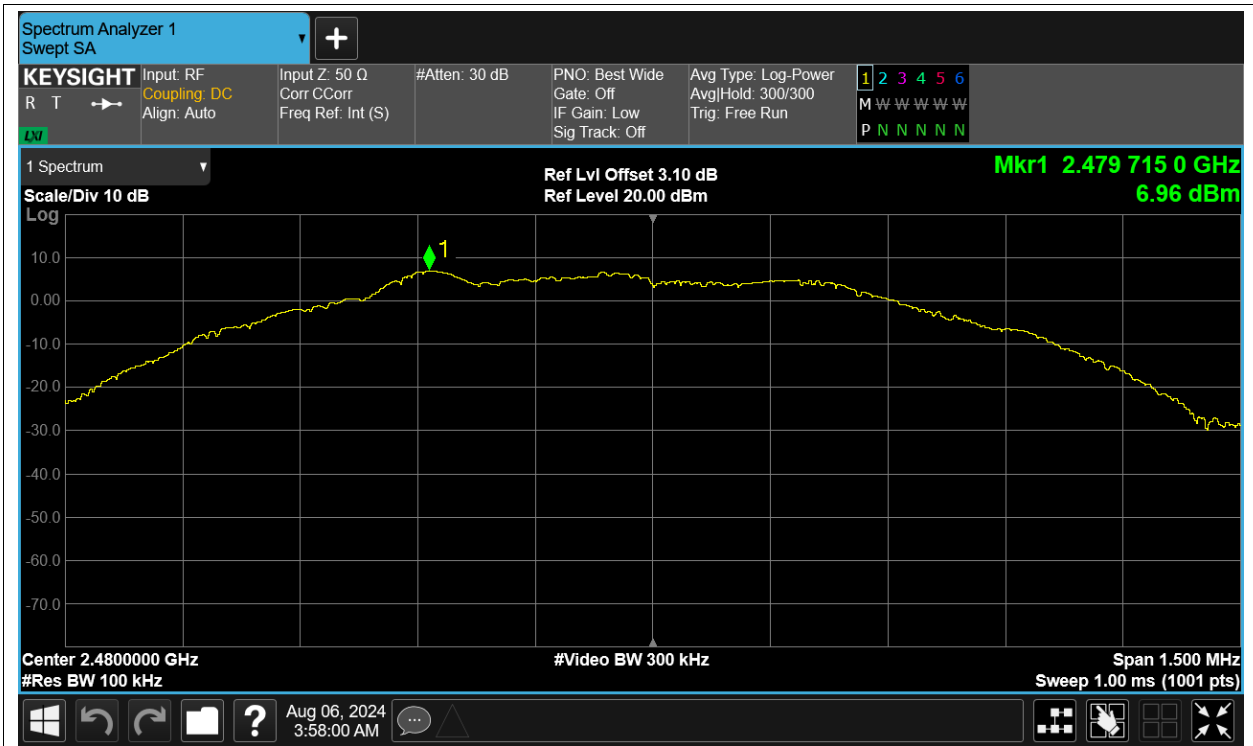 Spectrum Analyzer 1
Swept SA
KEYSIGHT
R T
LXI
Input: RF
Coupling: DC
Align: Auto
Input Z: 50 Ω
Corr CCorr
Freq Ref: Int (S)
#Atten: 30 dB
PNO: Best Wide
Gate: Off
IF Gain: Low
Sig Track: Off
Avg Type: Log-Power
Avg|Hold: 300/300
Trig: Free Run
1 2 3 4 5 6
M W W W W W
P N N N N N
1 Spectrum
Scale/Div 10 dB
Log
Ref Lvl Offset 3.10 dB
Ref Level 20.00 dBm
Mkr1 2.479 715 0 GHz
6.96 dBm
1
10.0
0.00
-10.0
-20.0
-30.0
-40.0
-50.0
-60.0
-70.0
Center 2.4800000 GHz
#Res BW 100 kHz
#Video BW 300 kHz
Span 1.500 MHz
Sweep 1.00 ms (1001 pts)
?
Aug 06, 2024
3:58:00 AM